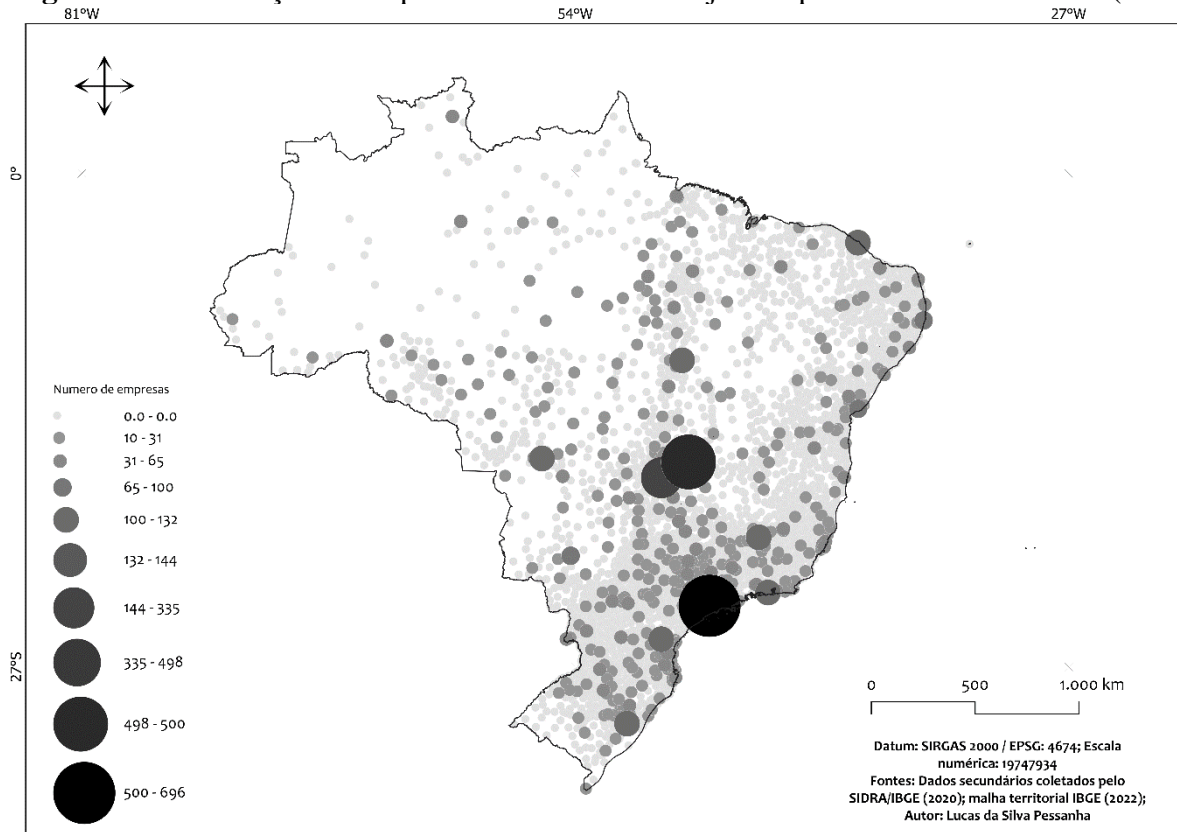 81°W 54°W 27°W
0°
27°S
Numero de empresas
0.0 - 0.0
10 - 31
31 - 65
65 - 100
100 - 132
132 - 144
144 - 335
335 - 498
498 - 500
500 - 696
0 500 1.000 km
Datum: SIRGAS 2000 / EPSG: 4674; Escala
numérica: 19747934
Fontes: Dados secundários coletados pelo
SIDRA/IBGE (2020); malha territorial IBGE (2022);
Autor: Lucas da Silva Pessanha